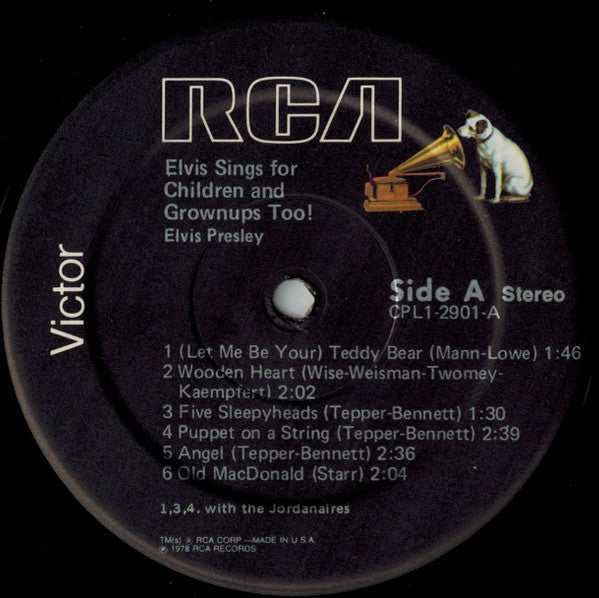 RCA
Elvis Sings for
Children and
Grownups Too!
Elvis Presley
Victor
Side A Stereo
CPL1-2901-A
1 (Let Me Be Your) Teddy Bear (Mann-Lowe) 1:46
2 Wooden Heart (Wise-Weisman-Twomey-
Kaempfert) 2:02
3 Five Sleepyheads (Tepper-Bennett) 1:30
4 Puppet on a String (Tepper-Bennett) 2:39
5 Angel (Tepper-Bennett) 2:36
6 Old MacDonald (Starr) 2:04
1,3,4. with the Jordanaires
TM(s) ® RCA CORP —MADE IN U.S.A.
℗ 1978 RCA RECORDS